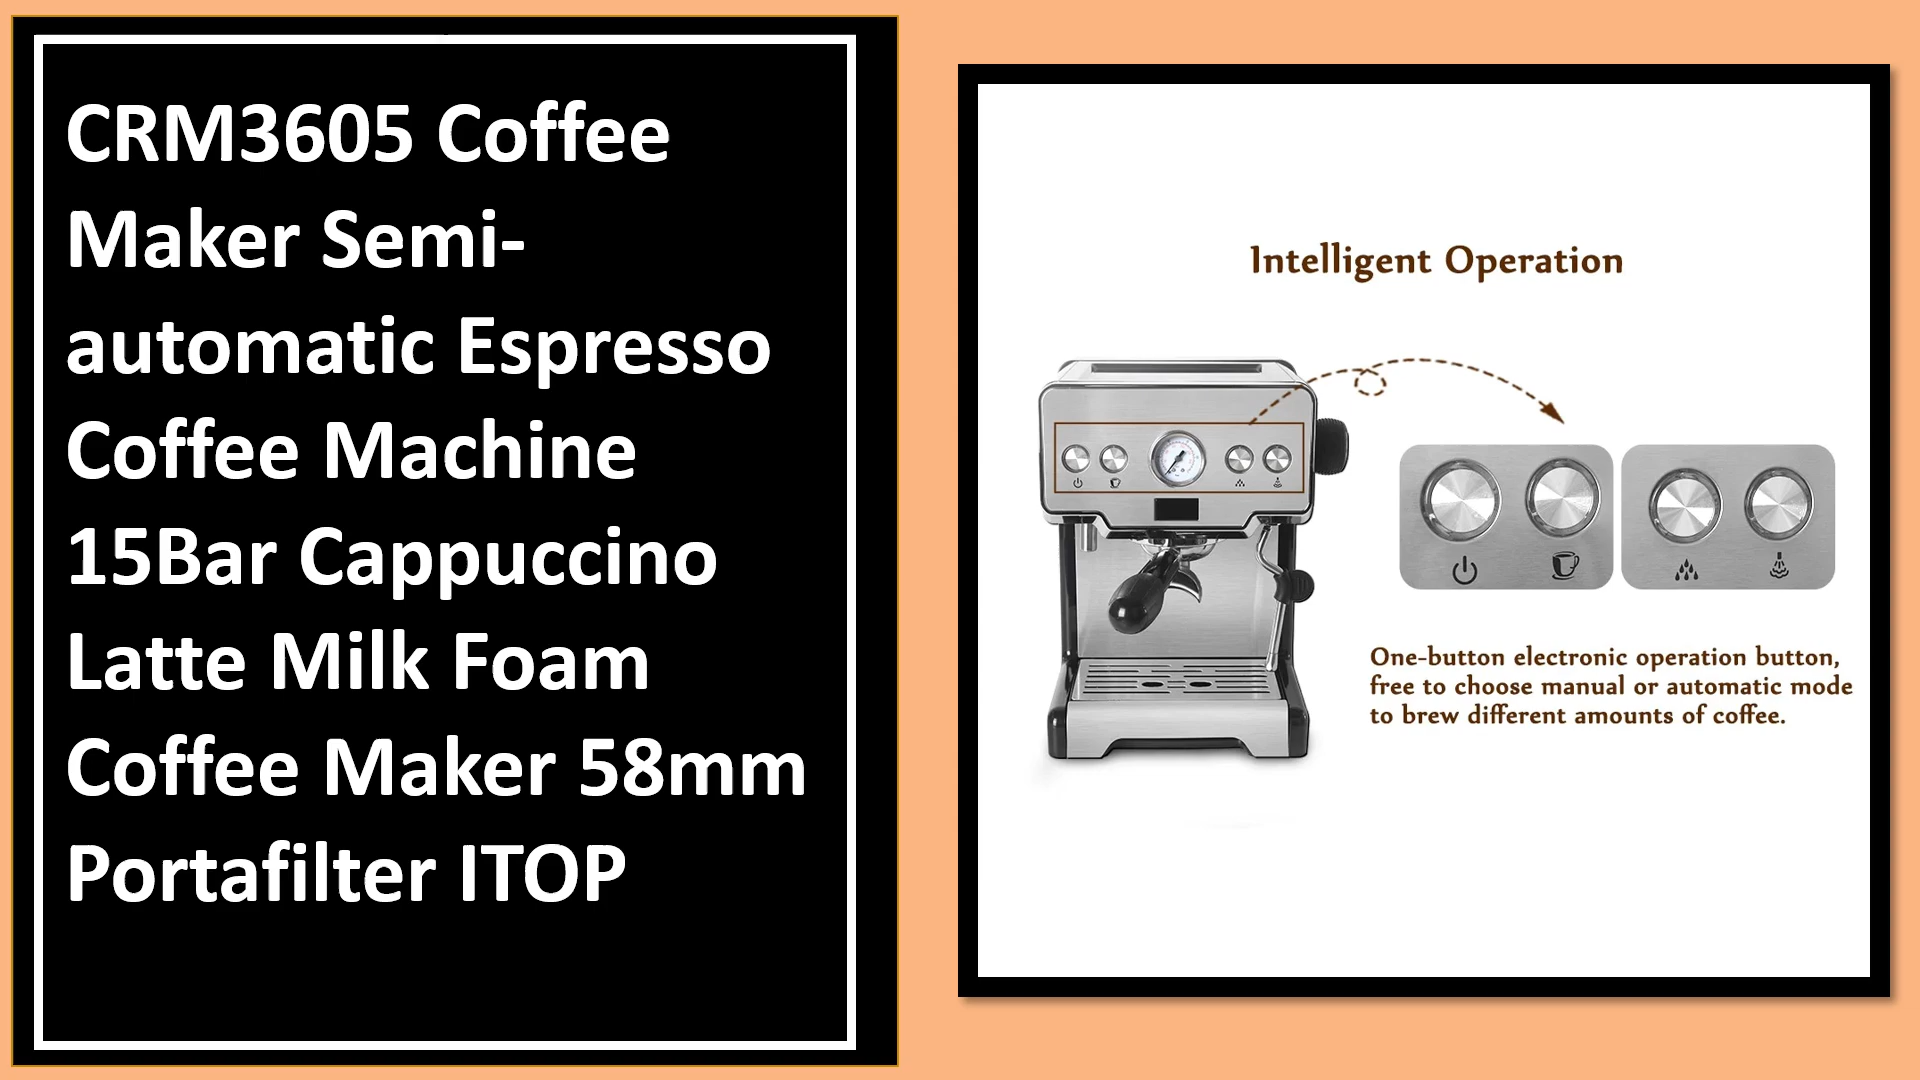 CRM3605 Coffee
Maker Semi-
automatic Espresso
Coffee Machine
15Bar Cappuccino
Latte Milk Foam
Coffee Maker 58mm
Portafilter ITOP
Intelligent Operation
One-button electronic operation button,
free to choose manual or automatic mode
to brew different amounts of coffee.